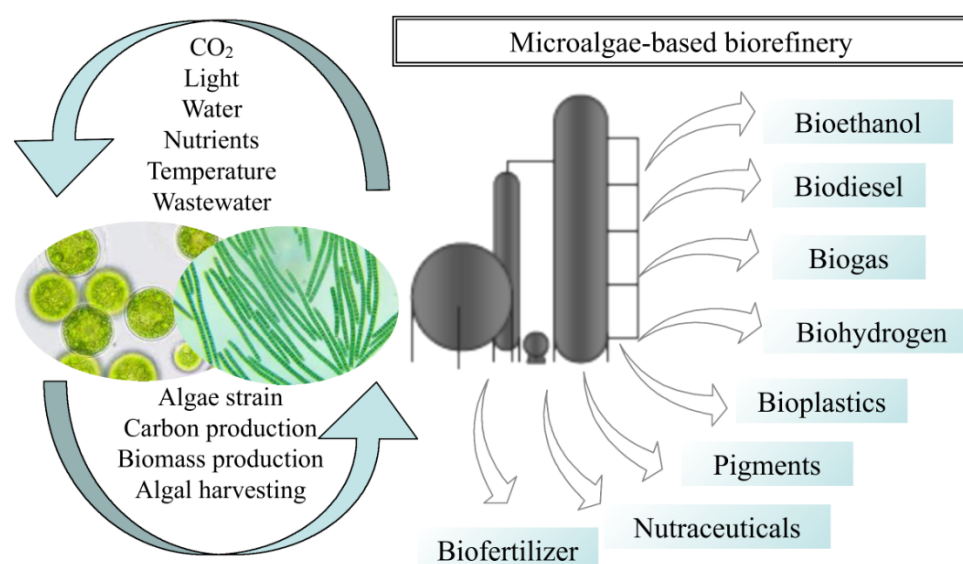 CO₂
Light
Water
Nutrients
Temperature
Wastewater
Algae strain
Carbon production
Biomass production
Algal harvesting
Microalgae-based biorefinery
Bioethanol
Biodiesel
Biogas
Biohydrogen
Bioplastics
Pigments
Nutraceuticals
Biofertilizer